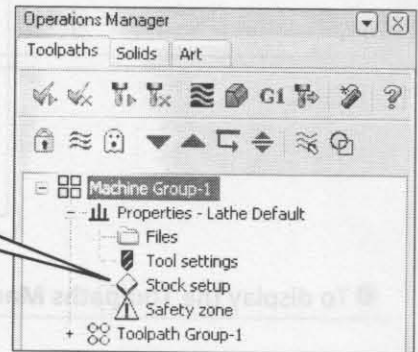 Operations Manager
Toolpaths Solids Art
G1
Machine Group-1
Properties - Lathe Default
Files
Tool settings
Stock setup
To display the Toolpaths Ma
Safety zone
Toolpath Group-1